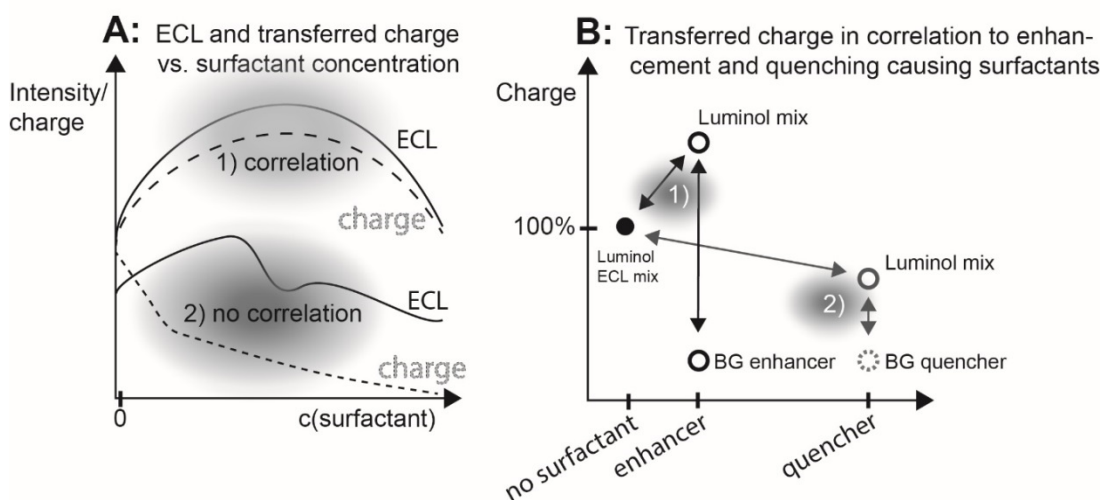 A: ECL and transferred charge
vs. surfactant concentration
Intensity/
charge
ECL
1) correlation
charge
ECL
2) no correlation
charge
0
c(surfactant)
B: Transferred charge in correlation to enhan-
cement and quenching causing surfactants
Charge
Luminol mix
1)
100%
Luminol
ECL mix
Luminol mix
2)
BG enhancer
BG quencher
no surfactant
enhancer
quencher